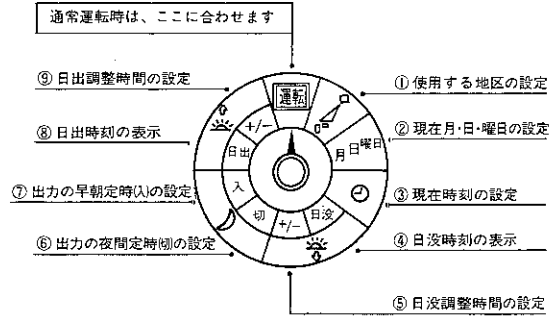 通常運転時は、ここに合わせます
⑨日出調整時間の設定
⑧日出時刻の表示
⑦出力の早朝定時(入)の設定
⑥出力の夜間定時(切)の設定
①使用する地区の設定
②現在月・日・曜日の設定
③現在時刻の設定
④日没時刻の表示
⑤日没調整時間の設定
運転
月日曜日
日没
+/−
切
入
日出
+/−